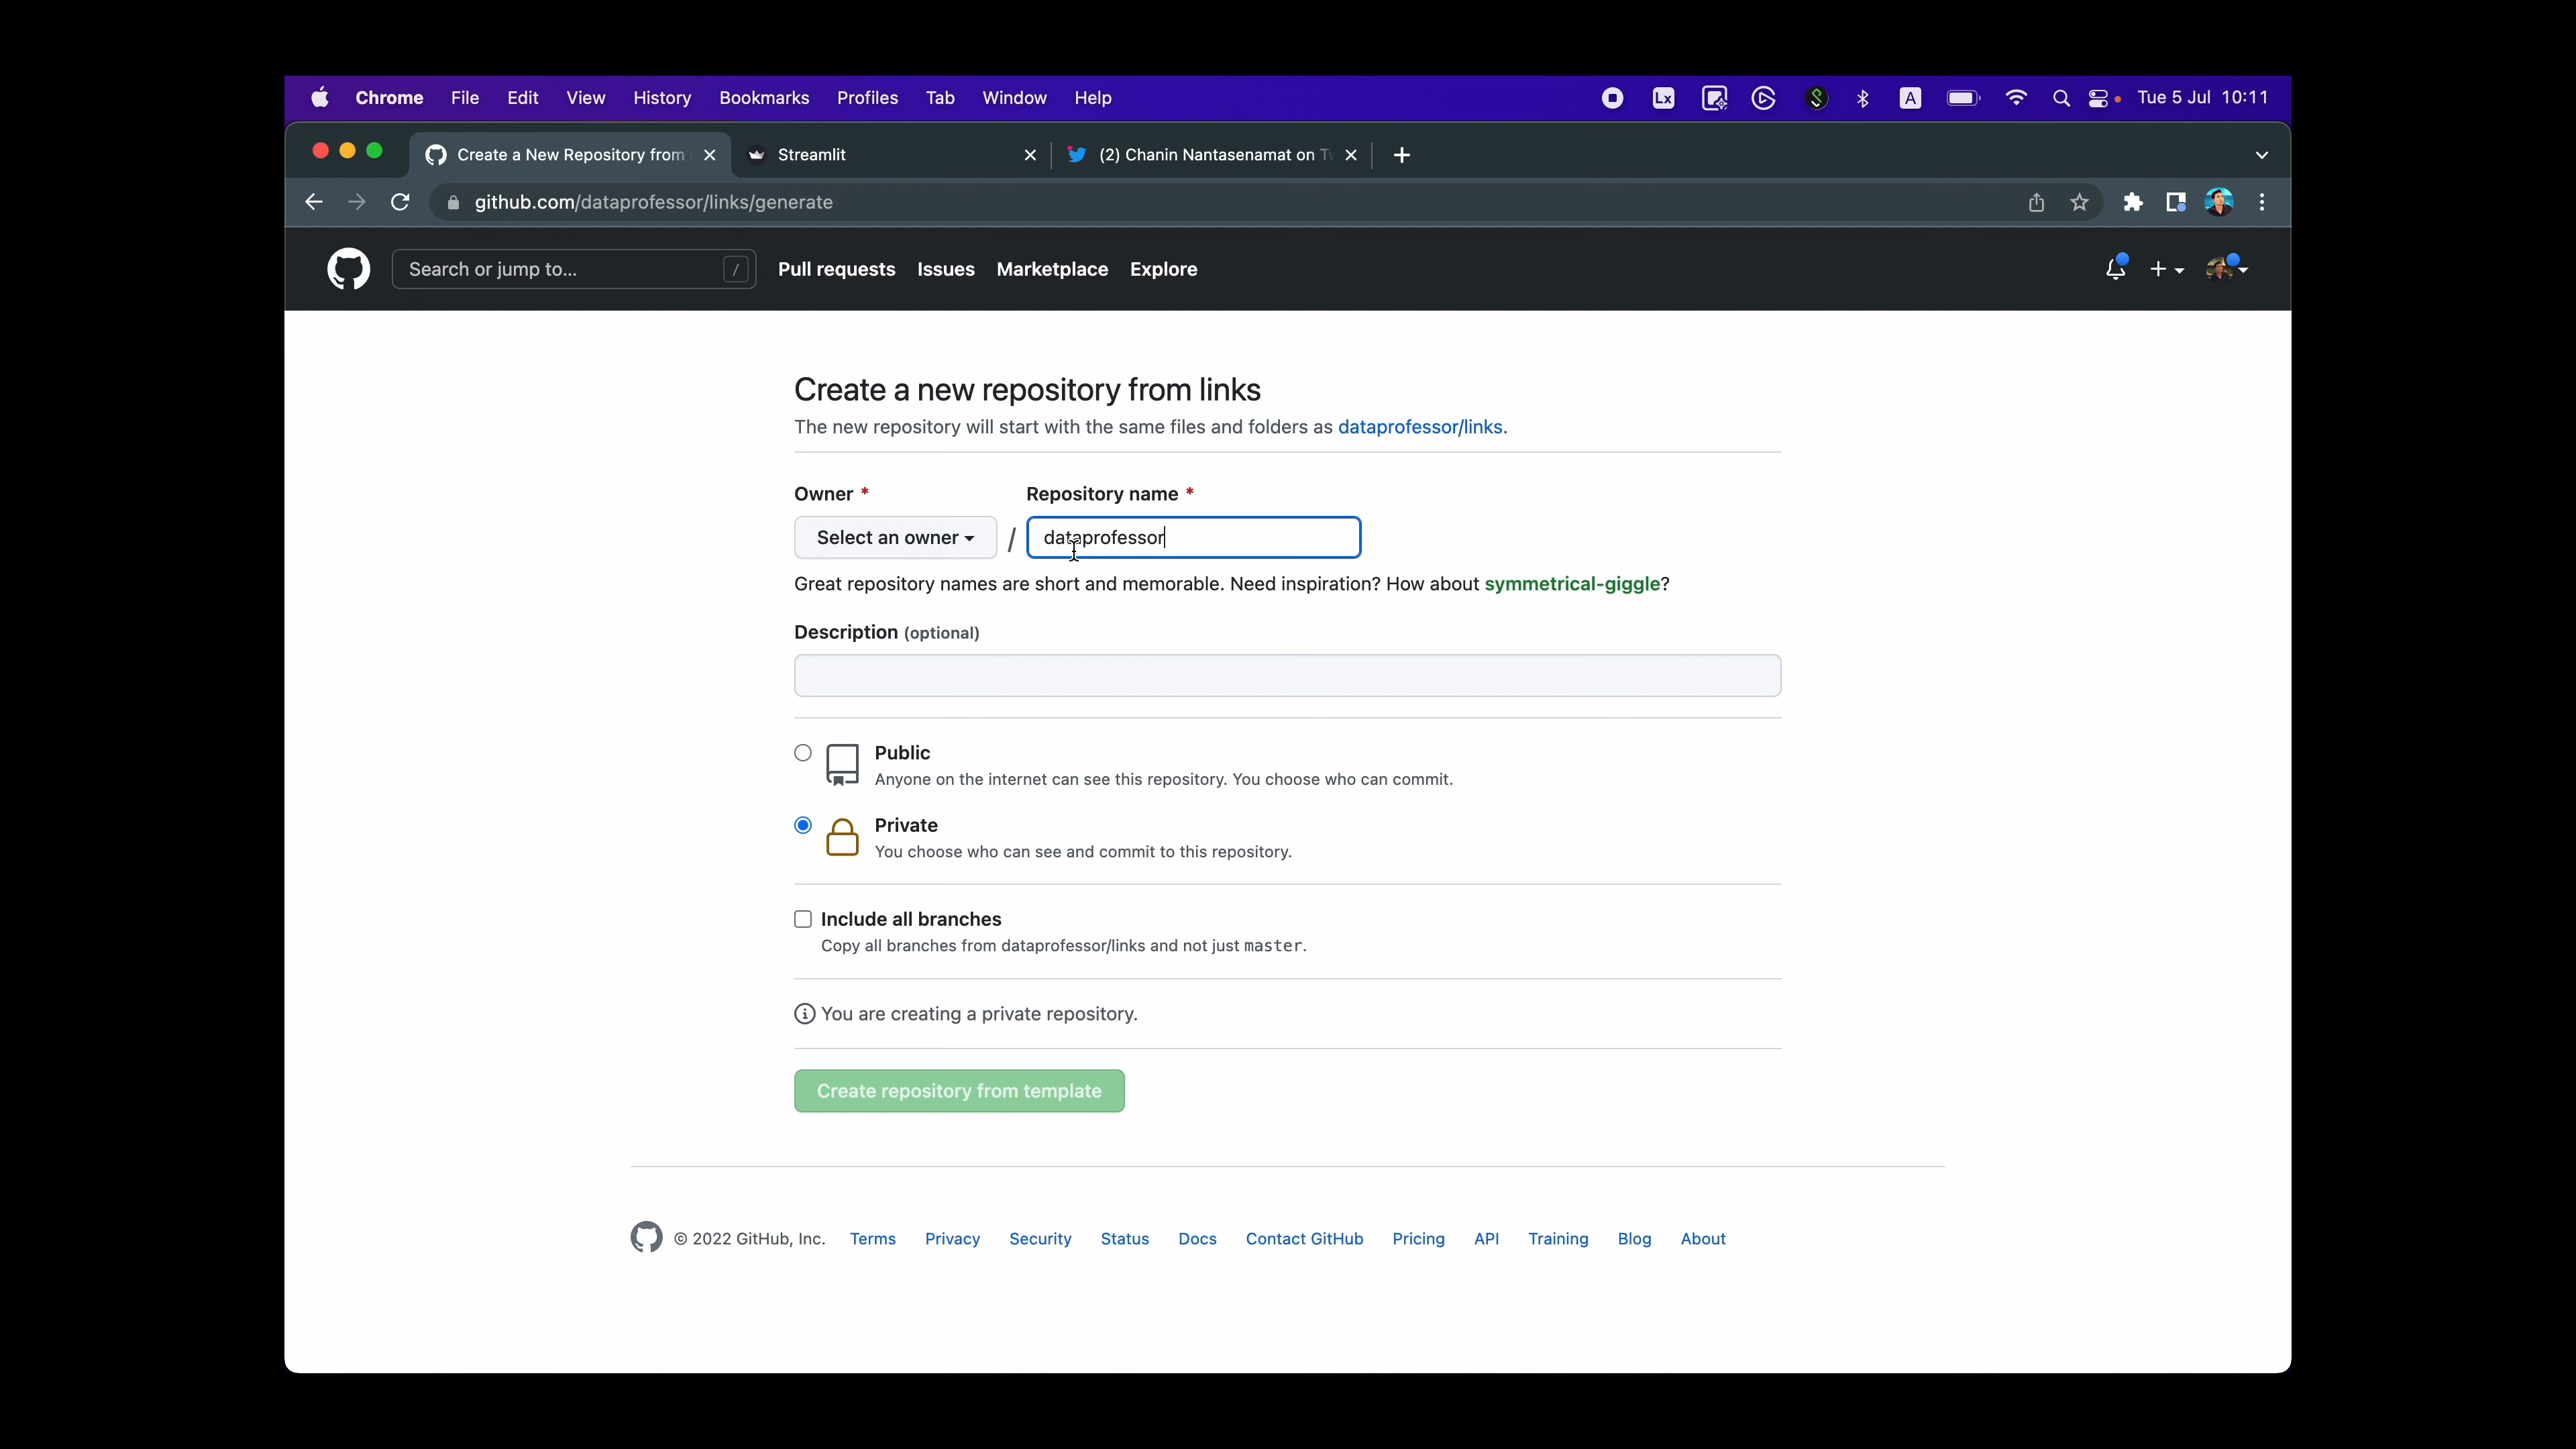 Chrome File Edit View History Bookmarks Profiles Tab Window Help Lx A Tue 5 Jul 10:11
Create a New Repository from Streamlit (2) Chanin Nantasenamat on Tw
github.com/dataprofessor/links/generate
Search or jump to... / Pull requests Issues Marketplace Explore
Create a new repository from links
The new repository will start with the same files and folders as dataprofessor/links.
Owner * Repository name *
Select an owner / dataprofessor
Great repository names are short and memorable. Need inspiration? How about symmetrical-giggle?
Description (optional)
Public
Anyone on the internet can see this repository. You choose who can commit.
Private
You choose who can see and commit to this repository.
Include all branches
Copy all branches from dataprofessor/links and not just master.
You are creating a private repository.
Create repository from template
© 2022 GitHub, Inc. Terms Privacy Security Status Docs Contact GitHub Pricing API Training Blog About